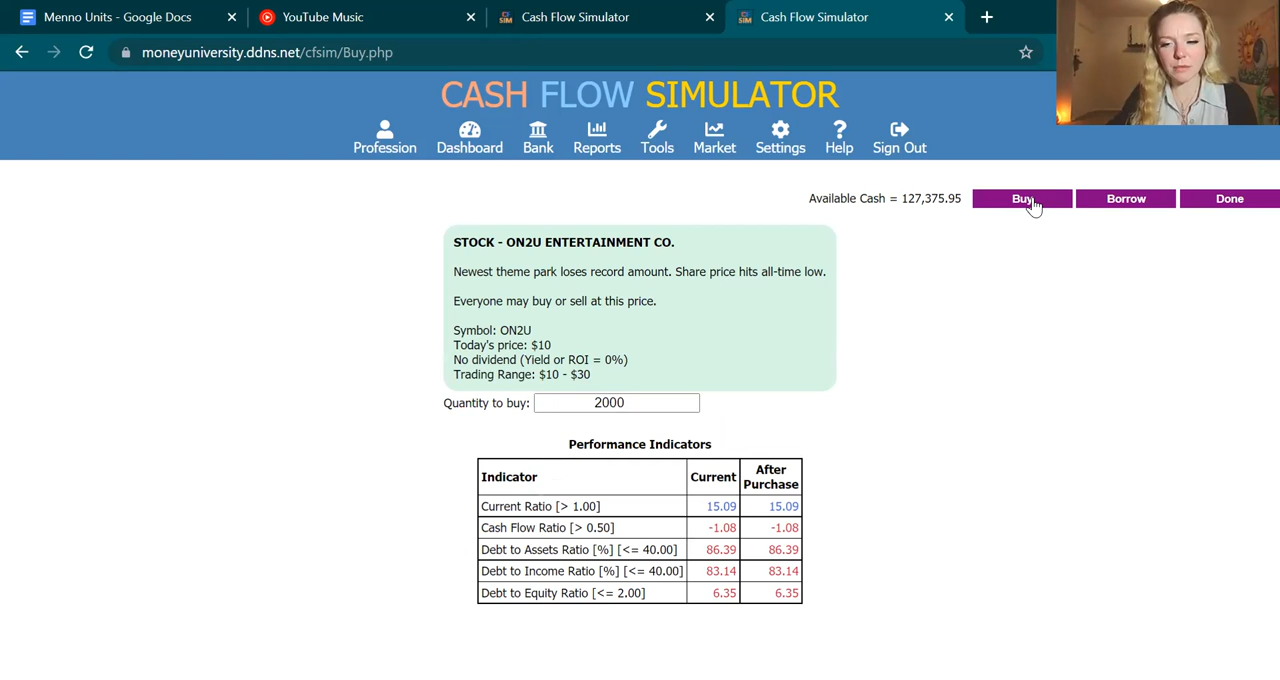 Menno Units - Google Docs
YouTube Music
Cash Flow Simulator
Cash Flow Simulator
moneyuniversity.ddns.net/cfsim/Buy.php
CASH FLOW SIMULATOR
Profession Dashboard Bank Reports Tools Market Settings Help Sign Out
Available Cash = 127,375.95 Buy Borrow Done
STOCK - ON2U ENTERTAINMENT CO.
Newest theme park loses record amount. Share price hits all-time low.
Everyone may buy or sell at this price.
Symbol: ON2U
Today's price: $10
No dividend (Yield or ROI = 0%)
Trading Range: $10 - $30
Quantity to buy: 2000
Performance Indicators
Indicator Current After Purchase
Current Ratio [> 1.00] 15.09 15.09
Cash Flow Ratio [> 0.50] -1.08 -1.08
Debt to Assets Ratio [%] [<= 40.00] 86.39 86.39
Debt to Income Ratio [%] [<= 40.00] 83.14 83.14
Debt to Equity Ratio [<= 2.00] 6.35 6.35